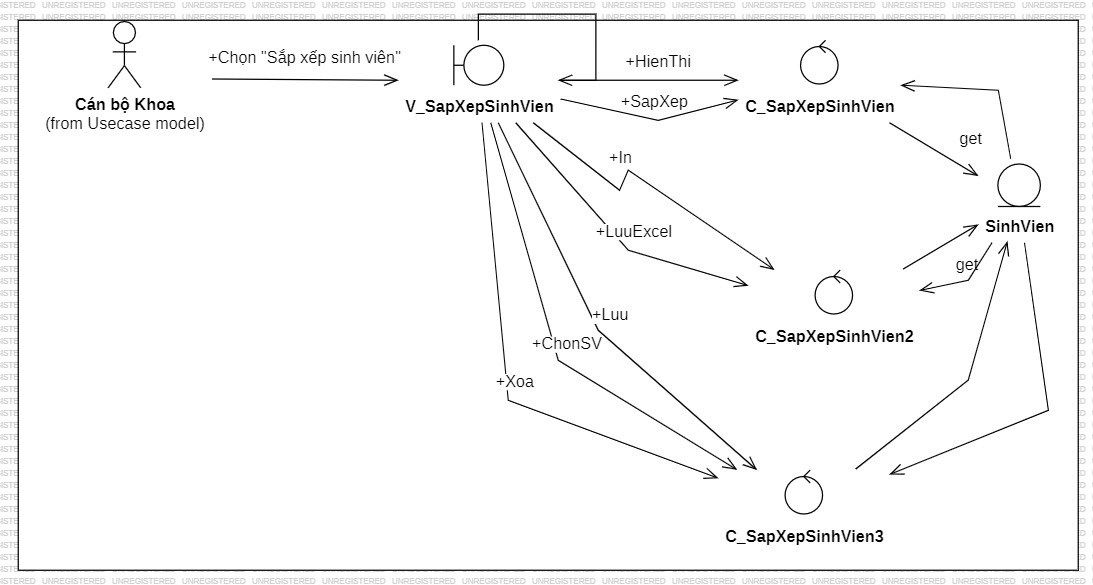 +Chọn "Sắp xếp sinh viên"
Cán bộ Khoa
(from Usecase model)
V_SapXepSinhVien
+HienThi
+SapXep
C_SapXepSinhVien
get
+In
SinhVien
+LuuExcel
get
C_SapXepSinhVien2
+Luu
+ChonSV
+Xoa
C_SapXepSinhVien3
UNREGISTERED